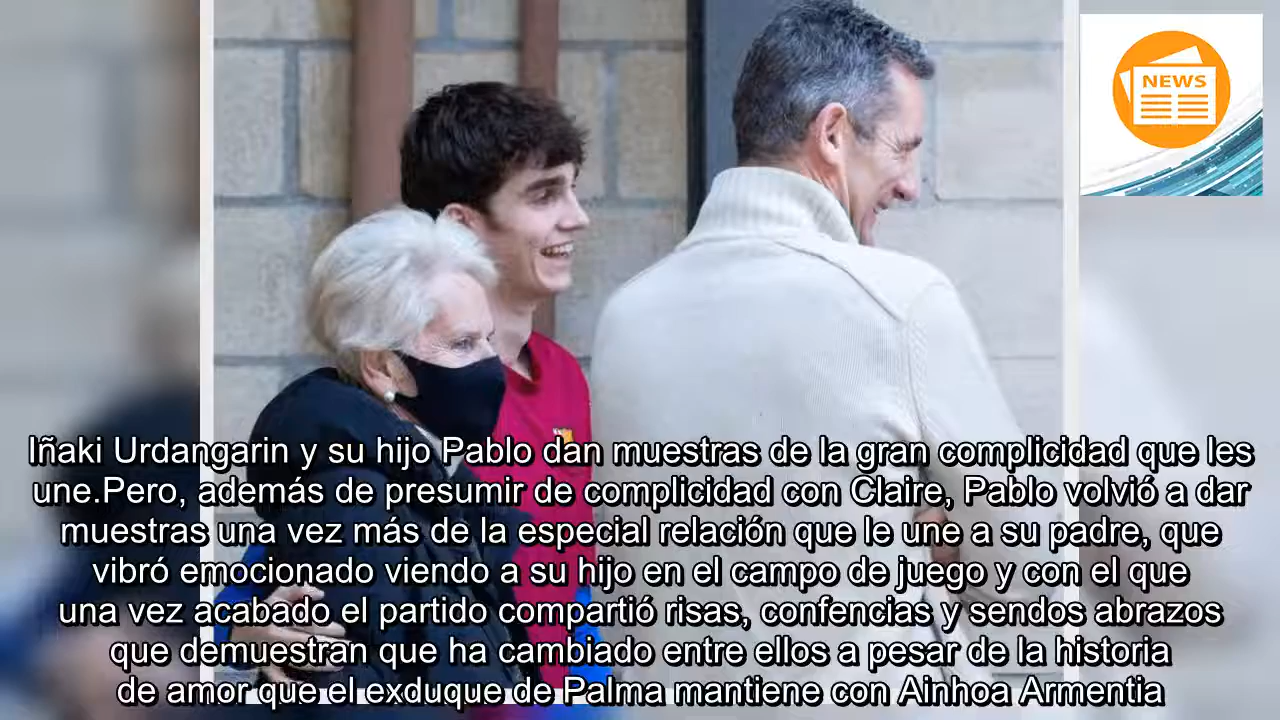 NEWS
Iñaki Urdangarin y su hijo Pablo dan muestras de la gran complicidad que les
une.Pero, además de presumir de complicidad con Claire, Pablo volvió a dar
muestras una vez más de la especial relación que le une a su padre, que
vibró emocionado viendo a su hijo en el campo de juego y con el que
una vez acabado el partido compartió risas, confencias y sendos abrazos
que demuestran que ha cambiado entre ellos a pesar de la historia
de amor que el exduque de Palma mantiene con Ainhoa Armentia